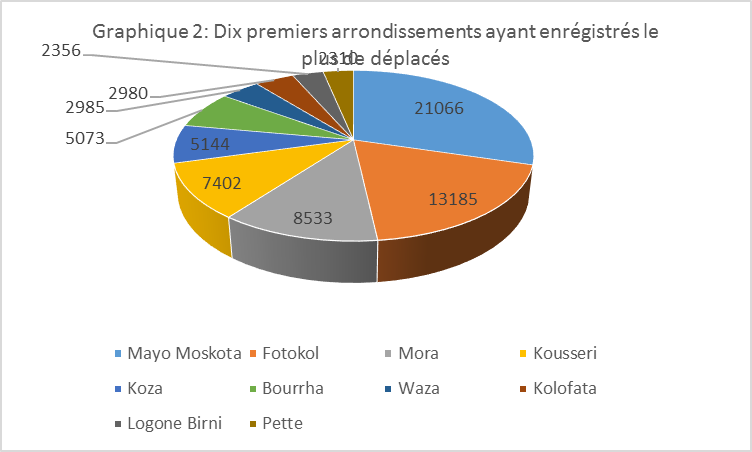 Graphique 2: Dix premiers arrondissements ayant enrégistrés le
plus de déplacés
2356
2310
2980
2985
5073
21066
5144
7402
13185
8533
Mayo Moskota
Fotokol
Mora
Kousseri
Koza
Bourrha
Waza
Kolofata
Logone Birni
Pette